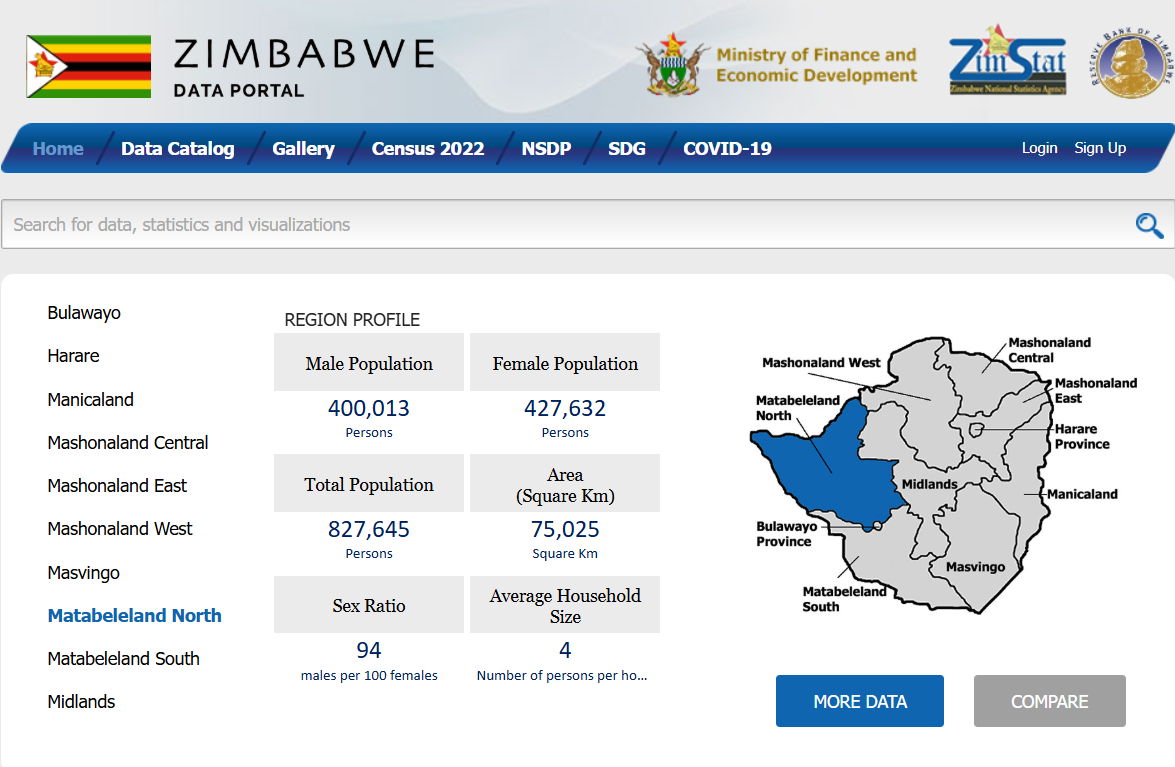 ZIMBABWE
DATA PORTAL
Ministry of Finance and
Economic Development
ZimStat
Zimbabwe National Statistics Agency
RESERVE BANK OF ZIMBABWE
Home
Data Catalog
Gallery
Census 2022
NSDP
SDG
COVID-19
Login
Sign Up
Search for data, statistics and visualizations
Bulawayo
Harare
Manicaland
Mashonaland Central
Mashonaland East
Mashonaland West
Masvingo
Matabeleland North
Matabeleland South
Midlands
REGION PROFILE
Male Population
400,013
Persons
Female Population
427,632
Persons
Total Population
827,645
Persons
Area
(Square Km)
75,025
Square Km
Sex Ratio
94
males per 100 females
Average Household
Size
4
Number of persons per ho...
Mashonaland West
Mashonaland
Central
Mashonaland
East
Matabeleland
North
Harare
Province
Midlands
Manicaland
Bulawayo
Province
Masvingo
Matabeleland
South
MORE DATA
COMPARE